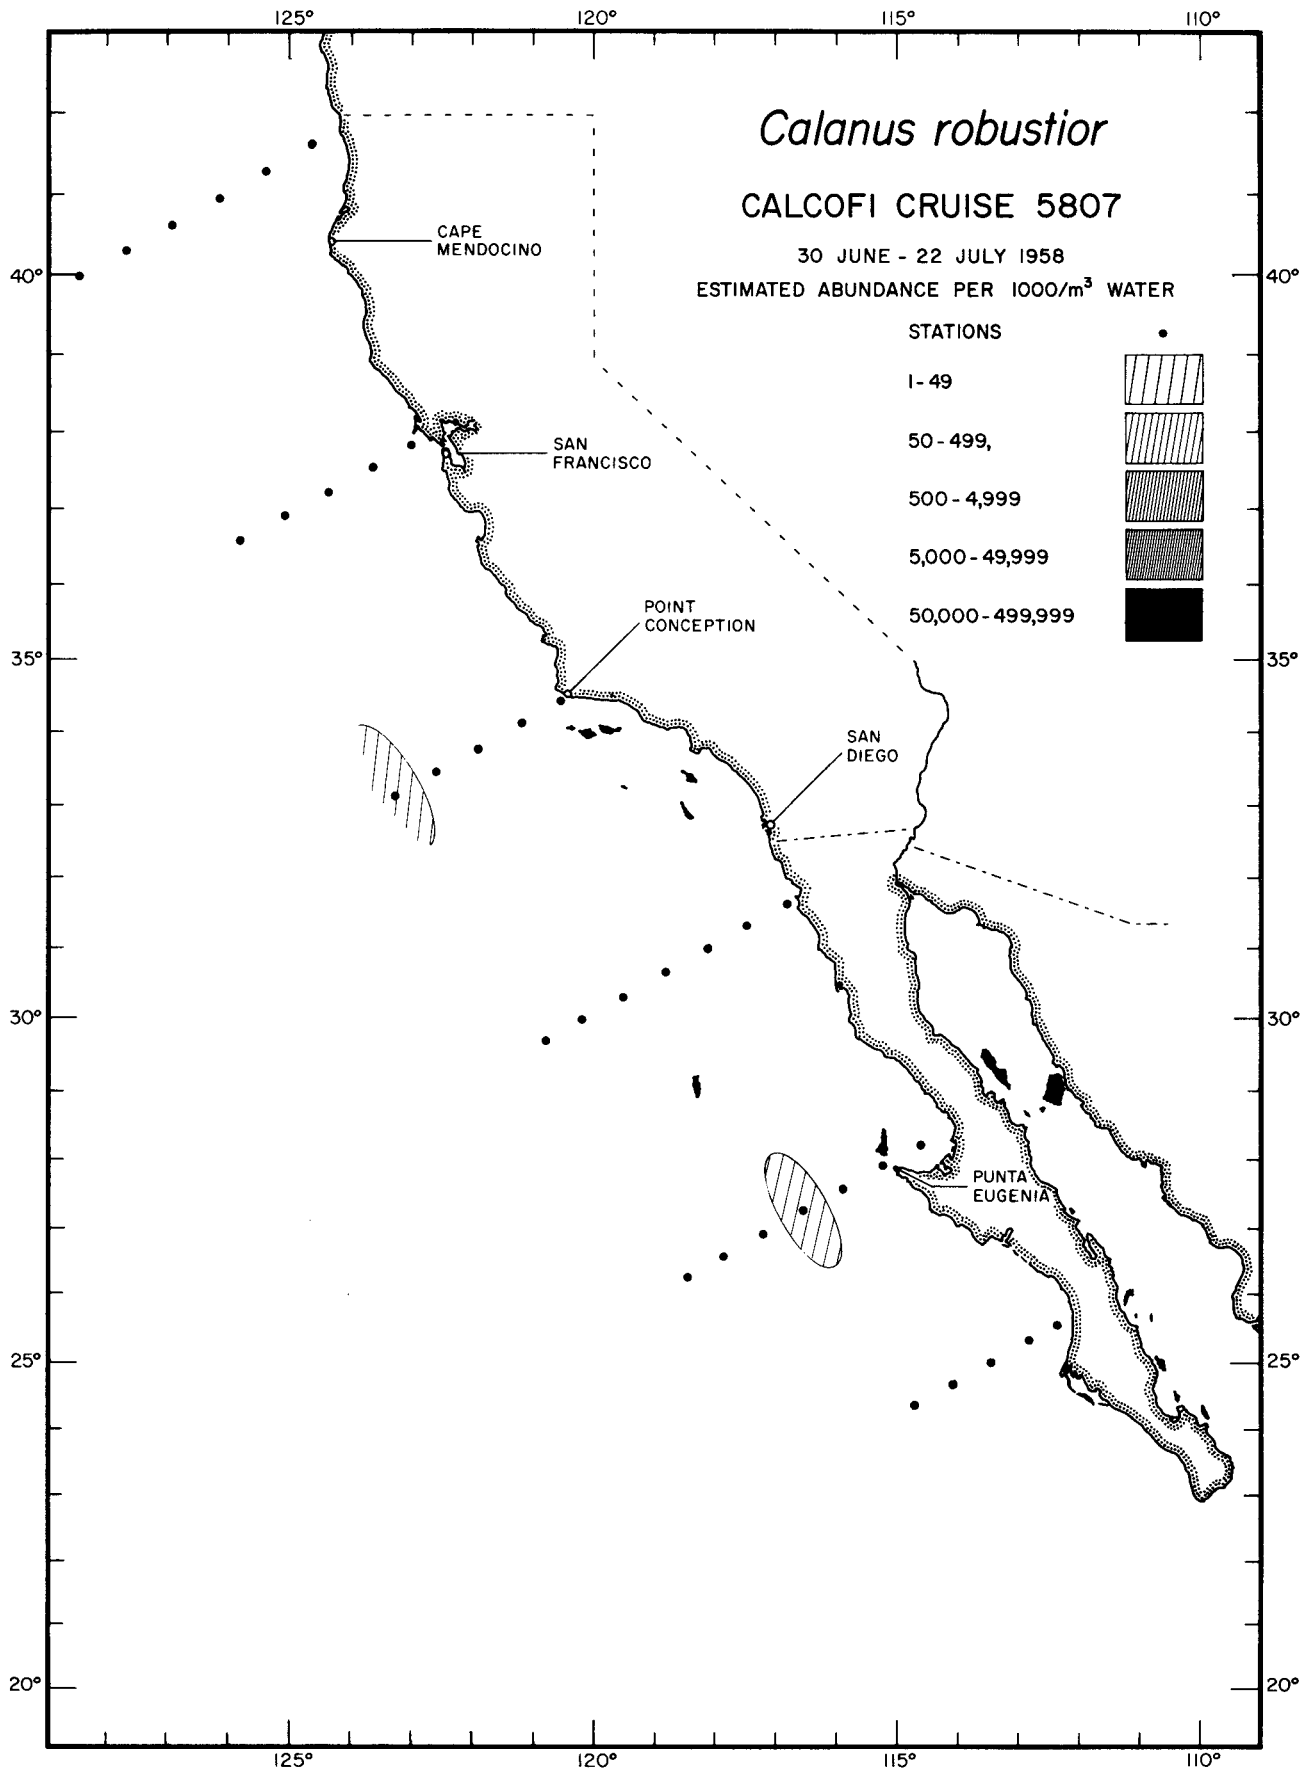 125° 120° 115° 110°
Calanus robustior
CALCOFI CRUISE 5807
30 JUNE - 22 JULY 1958
ESTIMATED ABUNDANCE PER 1000/m³ WATER
STATIONS
1-49
50-499,
500-4,999
5,000-49,999
50,000-499,999
CAPE
MENDOCINO
40° 40°
SAN
FRANCISCO
POINT
CONCEPTION
35° 35°
SAN
DIEGO
30° 30°
PUNTA
EUGENIA
25° 25°
20° 20°
125° 120° 115° 110°